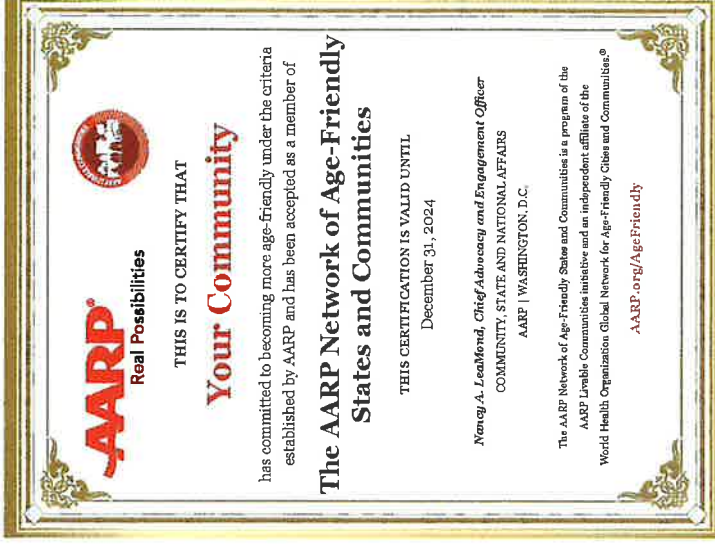 AARP®
Real Possibilities
THIS IS TO CERTIFY THAT
Your Community
has committed to becoming more age-friendly under the criteria
established by AARP and has been accepted as a member of
The AARP Network of Age-Friendly
States and Communities
THIS CERTIFICATION IS VALID UNTIL
December 31, 2024
Nancy A. LeaMond, Chief Advocacy and Engagement Officer
COMMUNITY, STATE AND NATIONAL AFFAIRS
AARP | WASHINGTON, D.C.
The AARP Network of Age-Friendly States and Communities is a program of the
AARP Livable Communities initiative and an independent affiliate of the
World Health Organization Global Network for Age-Friendly Cities and Communities.®
AARP.org/AgeFriendly